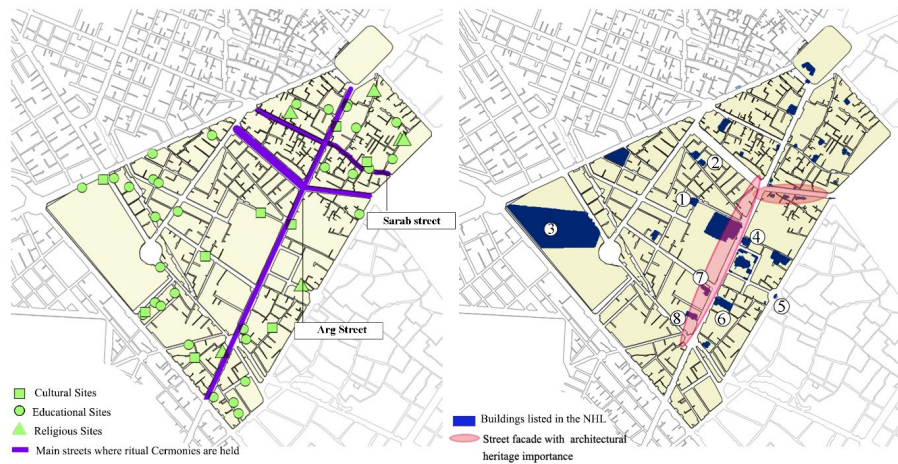 Sarab street
Arg Street
Cultural Sites
Educational Sites
Religious Sites
Main streets where ritual Cermonies are held
2
1
3
4
7
5
8
6
Buildings listed in the NHL
Street facade with architectural
heritage importance